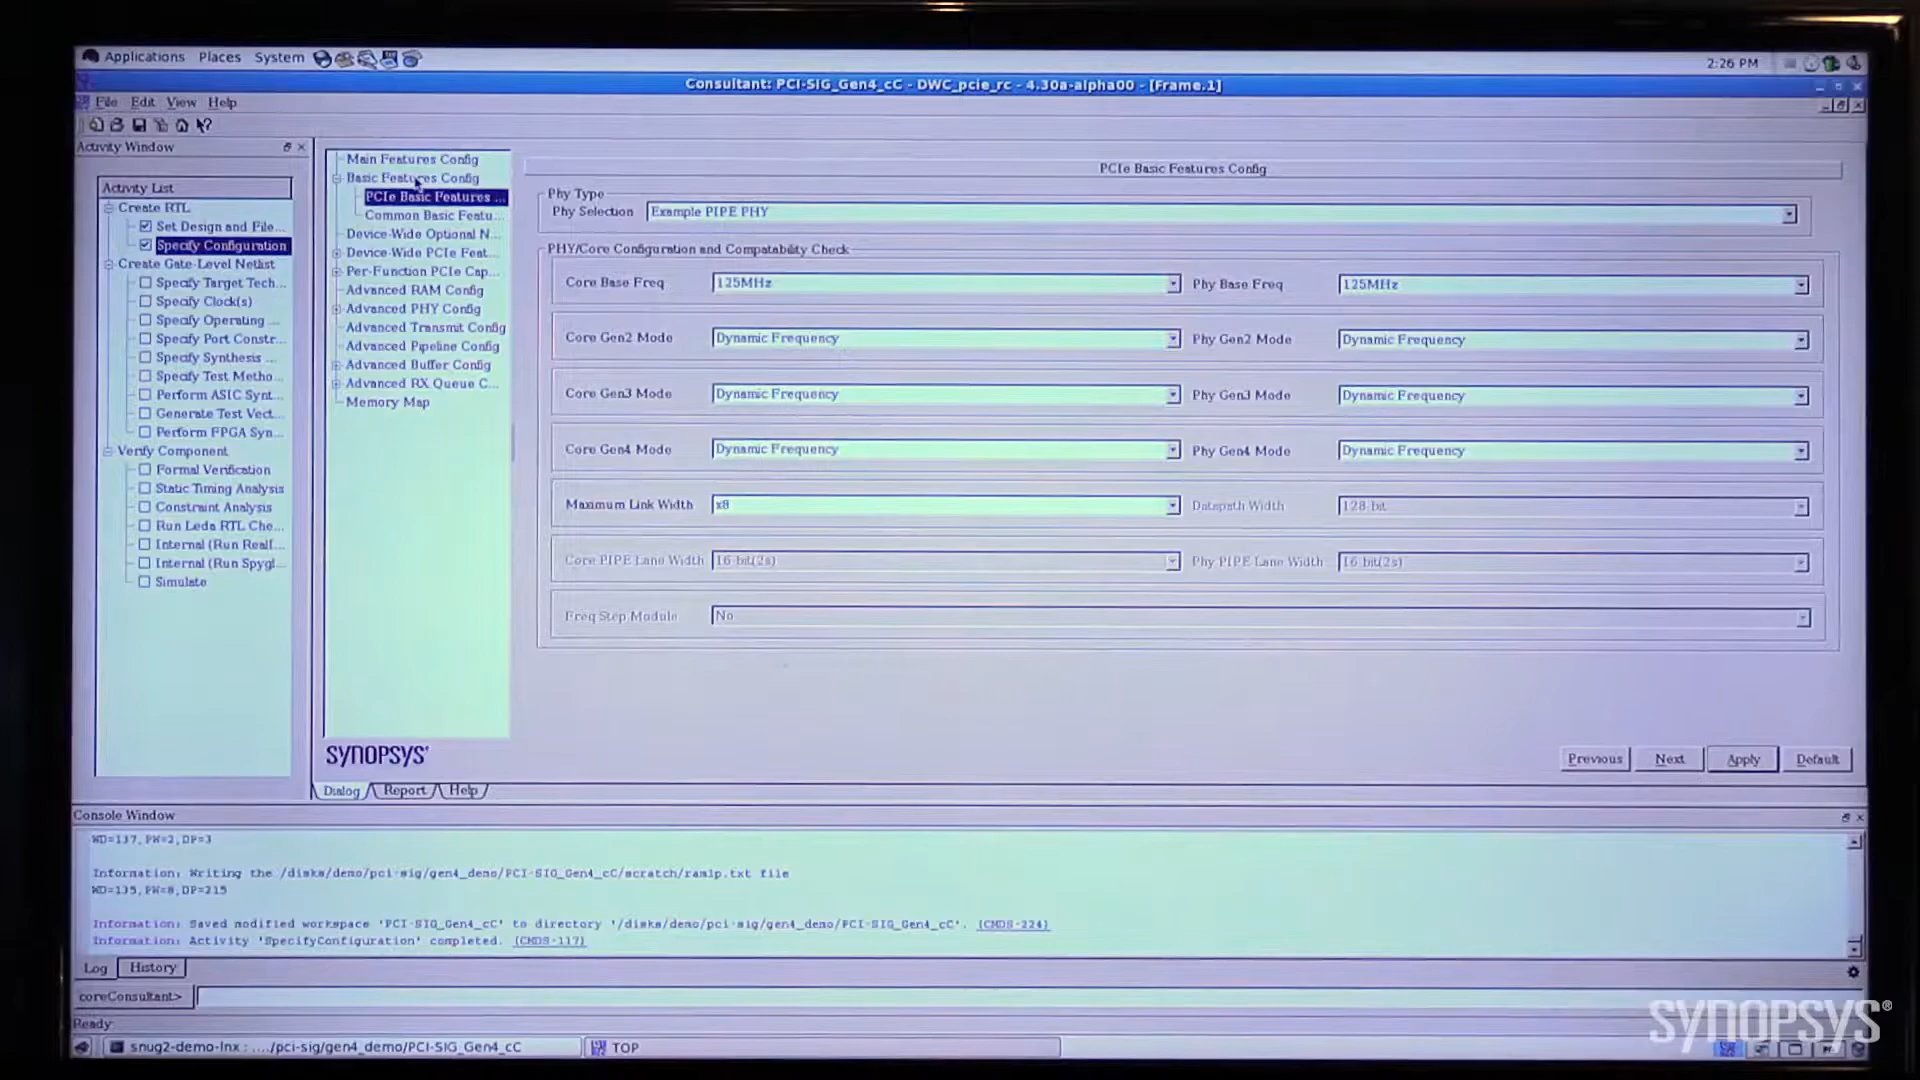 Applications Places System
2:26 PM
Consultant: PCI-SIG_Gen4_cC - DWC_pcie_rc - 4.30a-alpha00 - [Frame.1]
File Edit View Help
Activity Window
Activity List
Create RTL
Set Design and File...
Specify Configuration
Create Gate-Level Netlist
Specify Target Tech...
Specify Clock(s)
Specify Operating ...
Specify Port Constr...
Specify Synthesis ...
Specify Test Metho...
Perform ASIC Synt...
Generate Test Vect...
Perform FPGA Syn...
Verify Component
Formal Verification
Static Timing Analysis
Constraint Analysis
Run Leda RTL Che...
Internal (Run Realf...
Internal (Run Spygl...
Simulate
Main Features Config
Basic Features Config
PCIe Basic Features ...
Common Basic Featu...
Device-Wide Optional N...
Device-Wide PCIe Feat...
Per-Function PCIe Cap...
Advanced RAM Config
Advanced PHY Config
Advanced Transmit Config
Advanced Pipeline Config
Advanced Buffer Config
Advanced RX Queue C...
Memory Map
SYNOPSYS®
PCIe Basic Features Config
Phy Type
Phy Selection Example PIPE PHY
PHY/Core Configuration and Compatability Check
Core Base Freq 125MHz Phy Base Freq 125MHz
Core Gen2 Mode Dynamic Frequency Phy Gen2 Mode Dynamic Frequency
Core Gen3 Mode Dynamic Frequency Phy Gen3 Mode Dynamic Frequency
Core Gen4 Mode Dynamic Frequency Phy Gen4 Mode Dynamic Frequency
Maximum Link Width x8 Datapath Width 128 bit
Core PIPE Lane Width 16 bit(2s) Phy PIPE Lane Width 16 bit(2s)
Freq Step Module No
Previous Next Apply Default
Dialog Report Help
Console Window
WD=137, PW=2, DP=3
Information: Writing the /disks/demo/pci-sig/gen4_demo/PCI-SIG_Gen4_cC/scratch/ram1p.txt file
WD=135, PW=8, DP=215
Information: Saved modified workspace 'PCI-SIG_Gen4_cC' to directory '/disks/demo/pci-sig/gen4_demo/PCI-SIG_Gen4_cC'. (CMDS-224)
Information: Activity 'SpecifyConfiguration' completed. (CMDS-117)
Log History
coreConsultant>
Ready
snug2-demo-lnx : .../pci-sig/gen4_demo/PCI-SIG_Gen4_cC
TOP
SYNOPSYS®